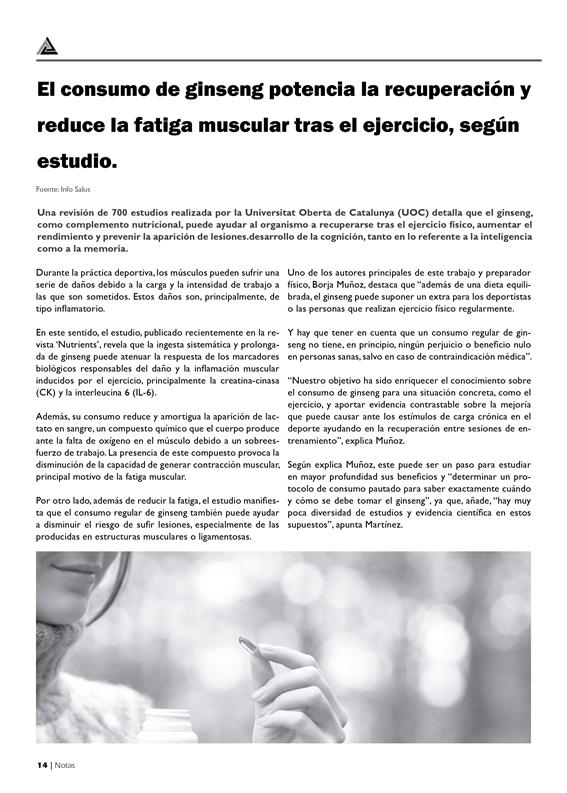 El consumo de ginseng potencia la recuperación y
reduce la fatiga muscular tras el ejercicio, según
estudio.
Fuente: Info Salus
Una revisión de 700 estudios realizada por la Universitat Oberta de Catalunya (UOC) detalla que el ginseng,
como complemento nutricional, puede ayudar al organismo a recuperarse tras el ejercicio físico, aumentar el
rendimiento y prevenir la aparición de lesiones.desarrollo de la cognición, tanto en lo referente a la inteligencia
como a la memoria.
Durante la práctica deportiva, los músculos pueden sufrir una
serie de daños debido a la carga y la intensidad de trabajo a
las que son sometidos. Estos daños son, principalmente, de
tipo inflamatorio.
En este sentido, el estudio, publicado recientemente en la re-
vista ‘Nutrients’, revela que la ingesta sistemática y prolonga-
da de ginseng puede atenuar la respuesta de los marcadores
biológicos responsables del daño y la inflamación muscular
inducidos por el ejercicio, principalmente la creatina-cinasa
(CK) y la interleucina 6 (IL-6).
Además, su consumo reduce y amortigua la aparición de lac-
tato en sangre, un compuesto químico que el cuerpo produce
ante la falta de oxígeno en el músculo debido a un sobrees-
fuerzo de trabajo. La presencia de este compuesto provoca la
disminución de la capacidad de generar contracción muscular,
principal motivo de la fatiga muscular.
Por otro lado, además de reducir la fatiga, el estudio manifies-
ta que el consumo regular de ginseng también puede ayudar
a disminuir el riesgo de sufir lesiones, especialmente de las
producidas en estructuras musculares o ligamentosas.
Uno de los autores principales de este trabajo y preparador
físico, Borja Muñoz, destaca que “además de una dieta equili-
brada, el ginseng puede suponer un extra para los deportistas
o las personas que realizan ejercicio físico regularmente.
Y hay que tener en cuenta que un consumo regular de gin-
seng no tiene, en principio, ningún perjuicio o beneficio nulo
en personas sanas, salvo en caso de contraindicación médica”.
“Nuestro objetivo ha sido enriquecer el conocimiento sobre
el consumo de ginseng para una situación concreta, como el
ejercicio, y aportar evidencia contrastable sobre la mejoría
que puede causar ante los estímulos de carga crónica en el
deporte ayudando en la recuperación entre sesiones de en-
trenamiento”, explica Muñoz.
Según explica Muñoz, este puede ser un paso para estudiar
en mayor profundidad sus beneficios y “determinar un pro-
tocolo de consumo pautado para saber exactamente cuándo
y cómo se debe tomar el ginseng”, ya que, añade, “hay muy
poca diversidad de estudios y evidencia científica en estos
supuestos”, apunta Martínez.
14 | Notas